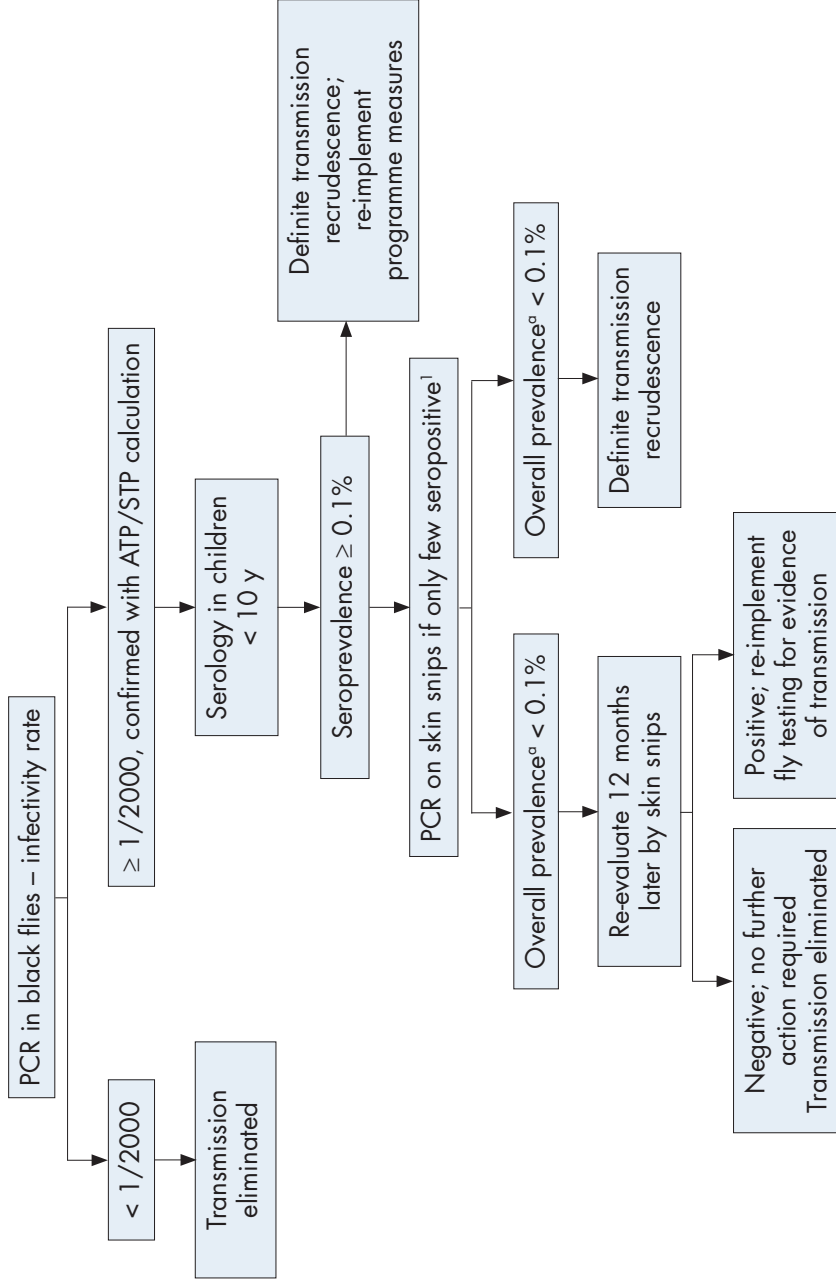 PCR in black flies – infectivity rate
< 1/2000
≥ 1/2000, confirmed with ATP/STP calculation
Transmission
eliminated
Serology in children
< 10 y
Seroprevalence ≥ 0.1%
Definite transmission
recrudescence;
re-implement
programme measures
PCR on skin snips if only few seropositive¹
Overall prevalenceᵃ < 0.1%
Overall prevalenceᵃ < 0.1%
Re-evaluate 12 months
later by skin snips
Definite transmission
recrudescence
Negative; no further
action required
Transmission eliminated
Positive; re-implement
fly testing for evidence
of transmission